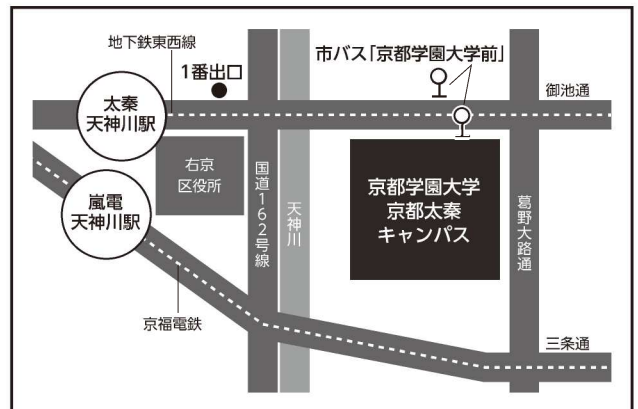 地下鉄東西線
1番出口
市バス「京都学園大学前」
御池通
太秦
天神川駅
右京
区役所
国道162号線
天神川
京都学園大学
京都太秦
キャンパス
葛野大路通
嵐電
天神川駅
京福電鉄
三条通